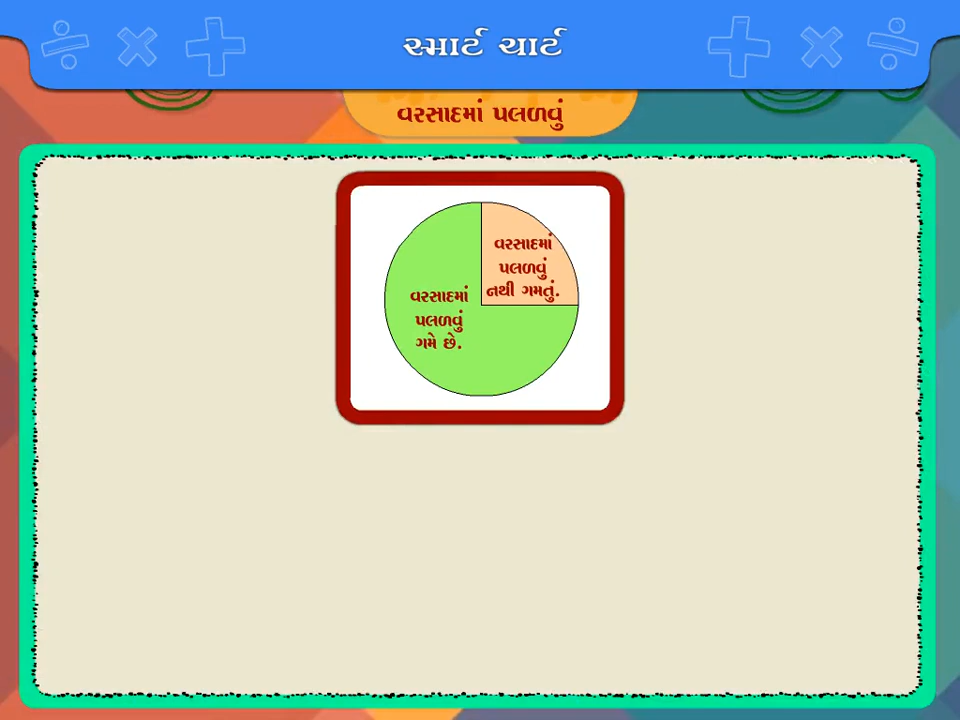 સ્માર્ટ ચાર્ટ
વરસાદમાં પલળવું
વરસાદમાં
પલળવું
નથી ગમતું.
વરસાદમાં
પલળવું
ગમે છે.